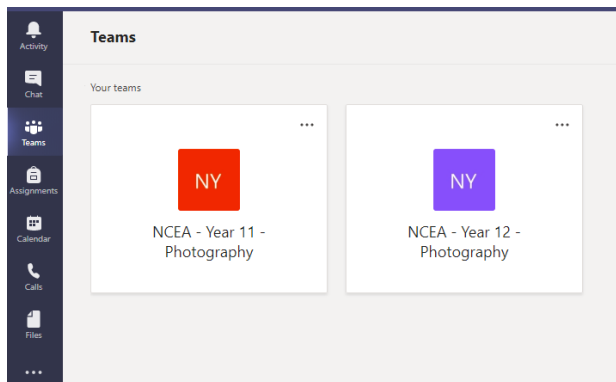 Activity
Chat
Teams
Assignments
Calendar
Calls
Files
Teams
Your teams
NY
NCEA - Year 11 -
Photography
NY
NCEA - Year 12 -
Photography